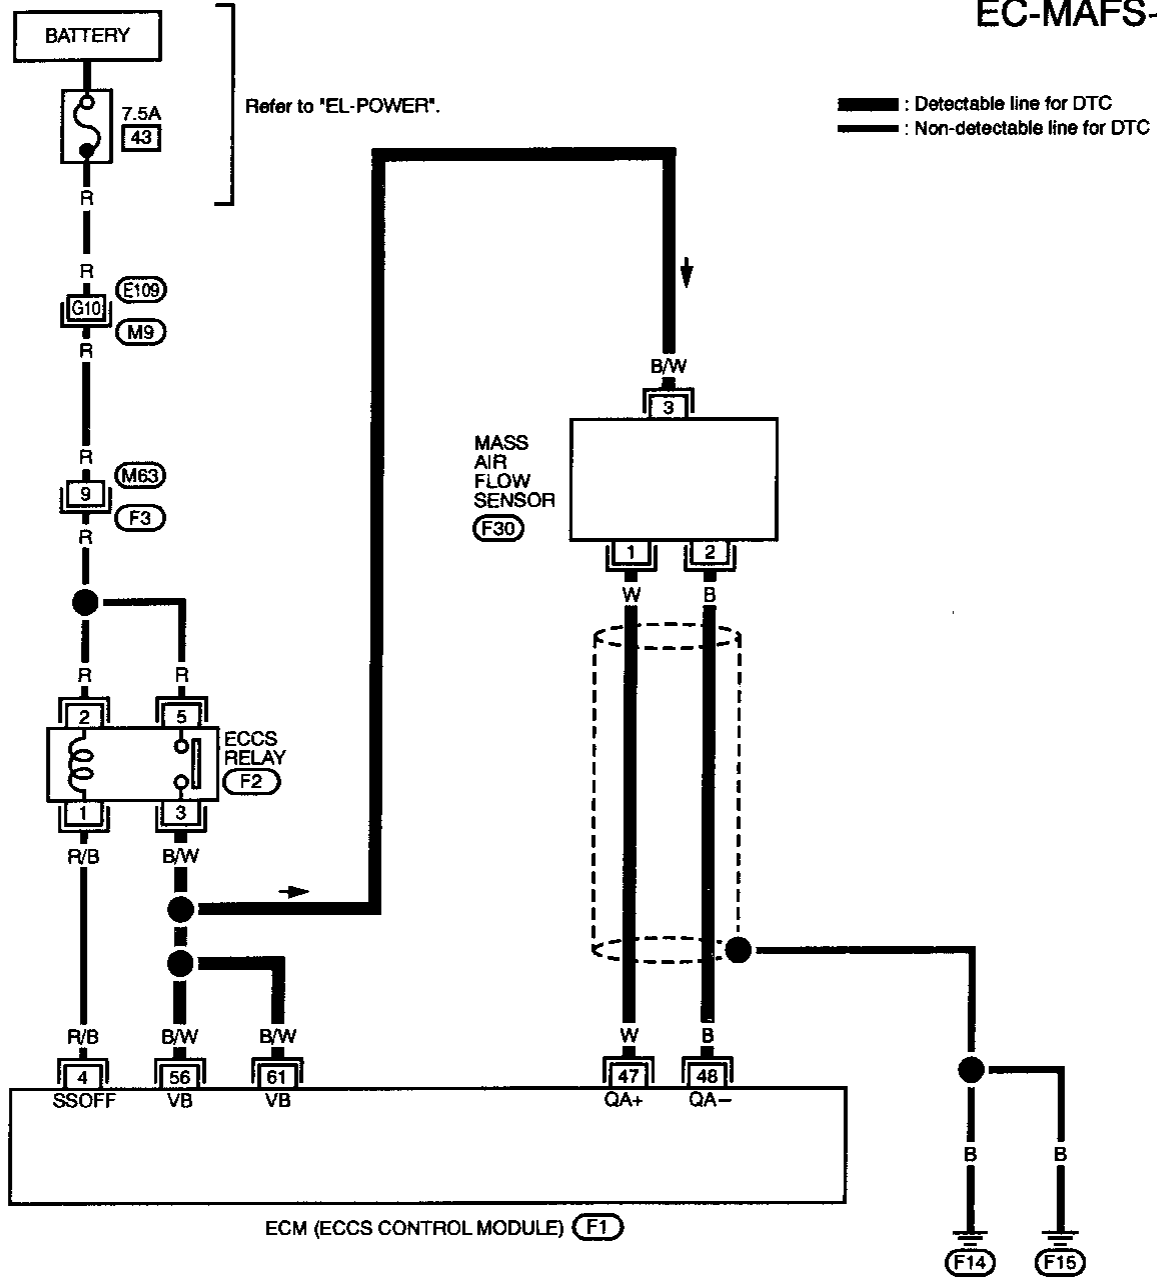 EC-MAFS-
BATTERY
7.5A
43
Refer to "EL-POWER".
: Detectable line for DTC
: Non-detectable line for DTC
R
R
G10
E109
M9
R
B/W
3
R
M63
9
F3
R
MASS
AIR
FLOW
SENSOR
F30
1
2
W
B
R
R
2
5
ECCS
RELAY
F2
1
3
R/B
B/W
R/B
B/W
B/W
W
B
4
56
61
47
48
SSOFF
VB
VB
QA+
QA−
B
B
ECM (ECCS CONTROL MODULE)
F1
F14
F15